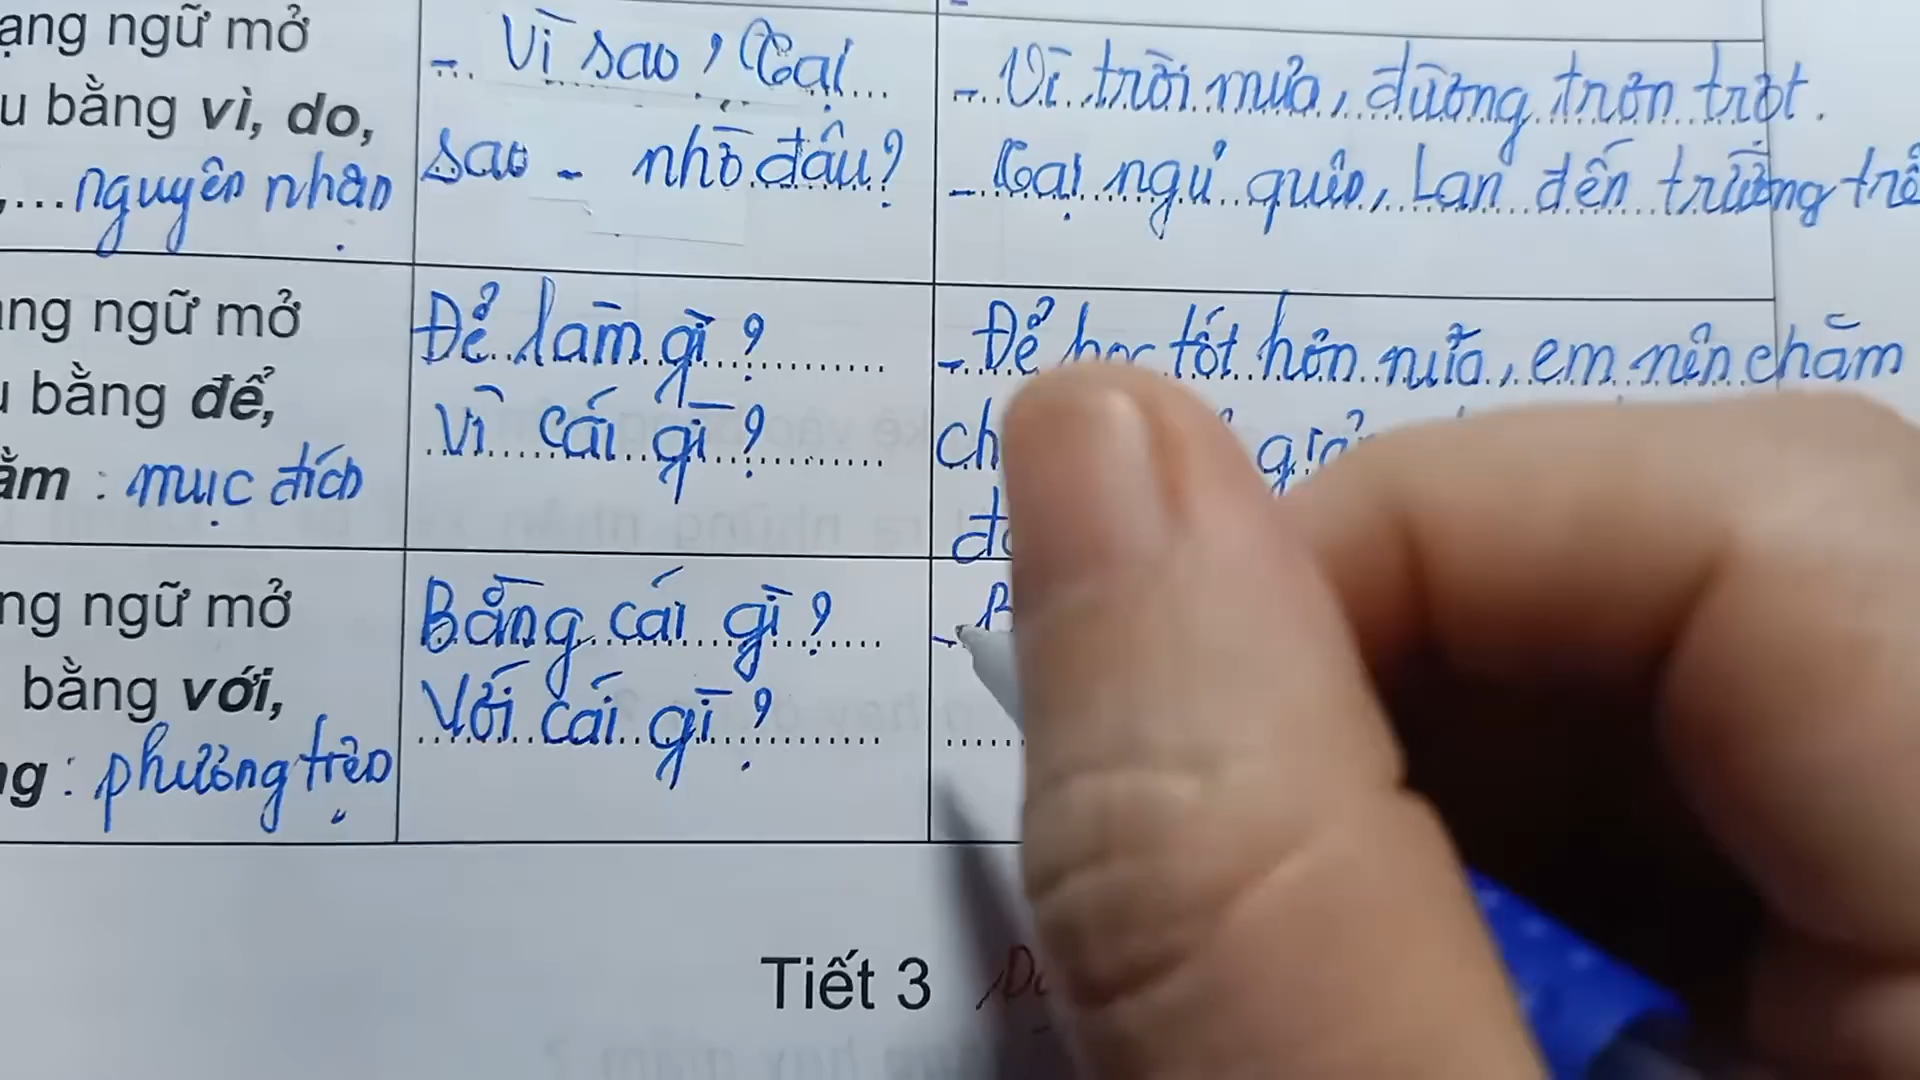 ạng ngữ mở
u bằng vì, do,
,... nguyên nhân
- Vì sao, Tại
sao - nhờ đâu?
- Vì trời mưa, đường trơn trợt.
- Tại ngủ quên, Lan đến trường trễ
ng ngữ mở
bằng để,
ằm : mục đích
Để làm gì?
Vì cái gì?
- Để học tốt hơn nữa, em nên chăm
ch
ng ngữ mở
bằng với,
ng : phương tiện
Bằng cái gì?
Với cái gì?
- B
Tiết 3